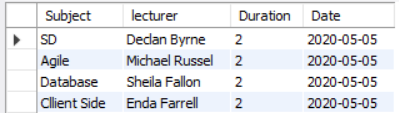 Subject lecturer Duration Date
SD Declan Byrne 2 2020-05-05
Agile Michael Russel 2 2020-05-05
Database Sheila Fallon 2 2020-05-05
Cllient Side Enda Farrell 2 2020-05-05